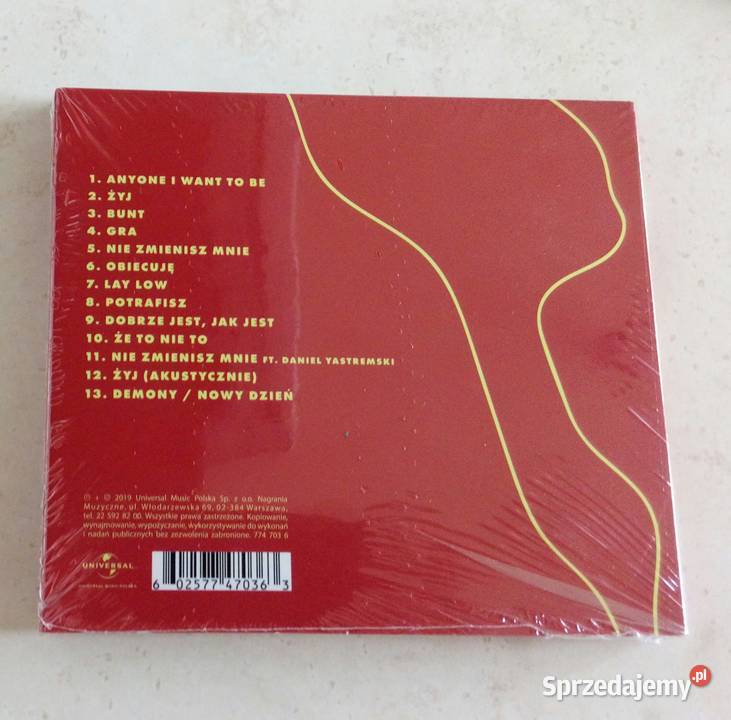 1. ANYONE I WANT TO BE
2. ŻYJ
3. BUNT
4. GRA
5. NIE ZMIENISZ MNIE
6. OBIECUJĘ
7. LAY LOW
8. POTRAFISZ
9. DOBRZE JEST, JAK JEST
10. ŻE TO NIE TO
11. NIE ZMIENISZ MNIE FT. DANIEL YASTREMSKI
12. ŻYJ (AKUSTYCZNIE)
13. DEMONY / NOWY DZIEŃ
℗ + © 2019 Universal Music Polska Sp. z o.o. Nagrania
Muzyczne, ul. Włodarzewska 69, 02-384 Warszawa,
tel. 22 592 82 00. Wszystkie prawa zastrzeżone. Kopiowanie,
wynajmowanie, wypożyczanie, wykorzystywanie do wykonań
i nadań publicznych bez zezwolenia zabronione. 774 703 6
UNIVERSAL
UNIVERSAL MUSIC POLSKA
6 02577 47036 3
Sprzedajemy.pl